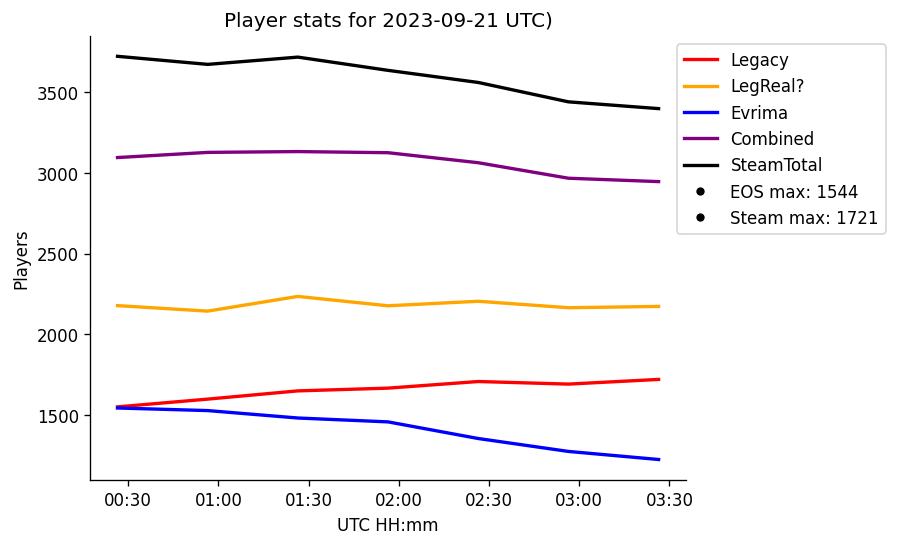 Player stats for 2023-09-21 UTC)
Players
3500
3000
2500
2000
1500
00:30 01:00 01:30 02:00 02:30 03:00 03:30
UTC HH:mm
Legacy
LegReal?
Evrima
Combined
SteamTotal
EOS max: 1544
Steam max: 1721